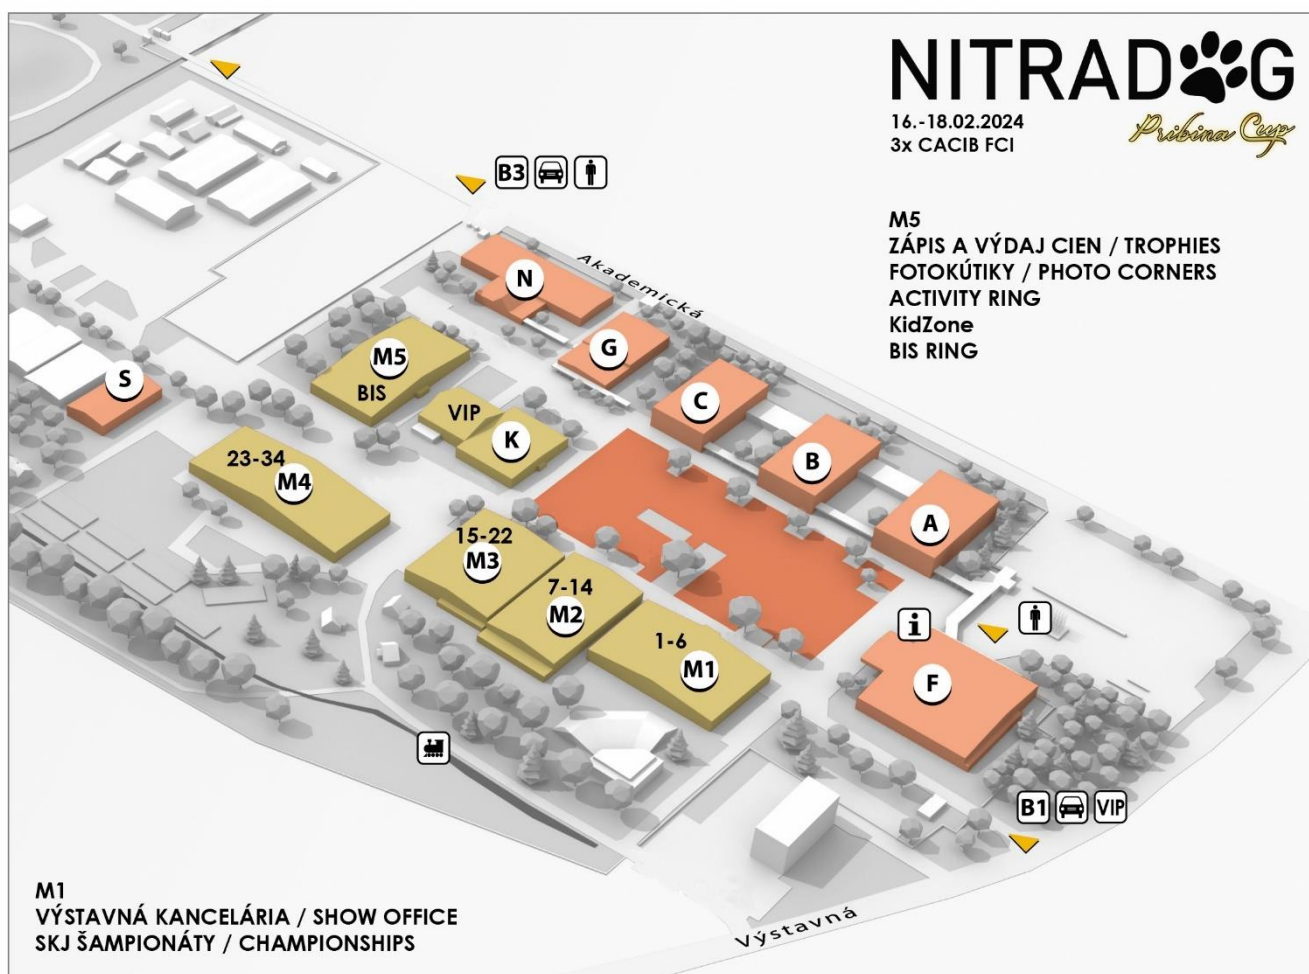 NITRADOG
16.-18.02.2024
3x CACIB FCI
Pribina Cup
B3
M5
ZÁPIS A VÝDAJ CIEN / TROPHIES
FOTOKÚTIKY / PHOTO CORNERS
ACTIVITY RING
KidZone
BIS RING
Akademická
N
G
M5
BIS
S
C
VIP
K
B
23-34
M4
A
15-22
M3
7-14
M2
i
1-6
M1
F
B1
VIP
M1
VÝSTAVNÁ KANCELÁRIA / SHOW OFFICE
SKJ ŠAMPIONÁTY / CHAMPIONSHIPS
Výstavná